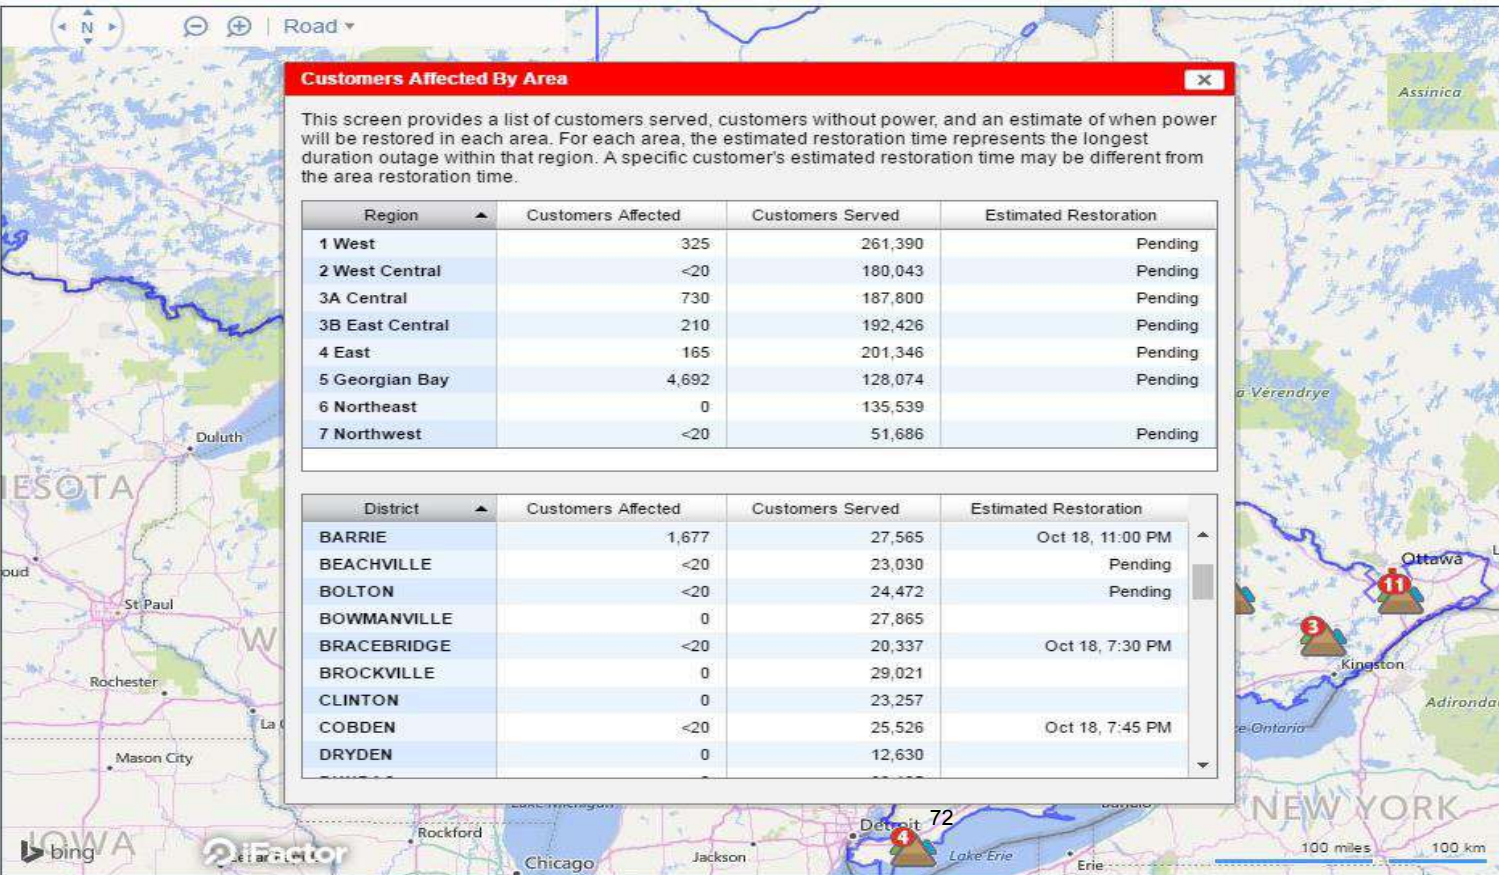 N
Road
Customers Affected By Area
Assinica
This screen provides a list of customers served, customers without power, and an estimate of when power
will be restored in each area. For each area, the estimated restoration time represents the longest
duration outage within that region. A specific customer's estimated restoration time may be different from
the area restoration time.
Region Customers Affected Customers Served Estimated Restoration
1 West 325 261,390 Pending
2 West Central <20 180,043 Pending
3A Central 730 187,800 Pending
3B East Central 210 192,426 Pending
4 East 165 201,346 Pending
5 Georgian Bay 4,692 128,074 Pending
a-Verendrye
6 Northeast 0 135,539
7 Northwest <20 51,686 Pending
Duluth
ESOTA
District Customers Affected Customers Served Estimated Restoration
BARRIE 1,677 27,565 Oct 18, 11:00 PM
BEACHVILLE <20 23,030 Pending
BOLTON <20 24,472 Pending
BOWMANVILLE 0 27,865
BRACEBRIDGE <20 20,337 Oct 18, 7:30 PM
BROCKVILLE 0 29,021
CLINTON 0 23,257
COBDEN <20 25,526 Oct 18, 7:45 PM
DRYDEN 0 12,630
oud
Ottawa
11
St Paul
W
3
Kingston
Rochester
La
Adironda
e Ontario
Mason City
72
NEW YORK
Detroit
4
IOWA
bing
iFactor
Rockford
Chicago
Jackson
Lake Erie
Erie
100 miles
100 km